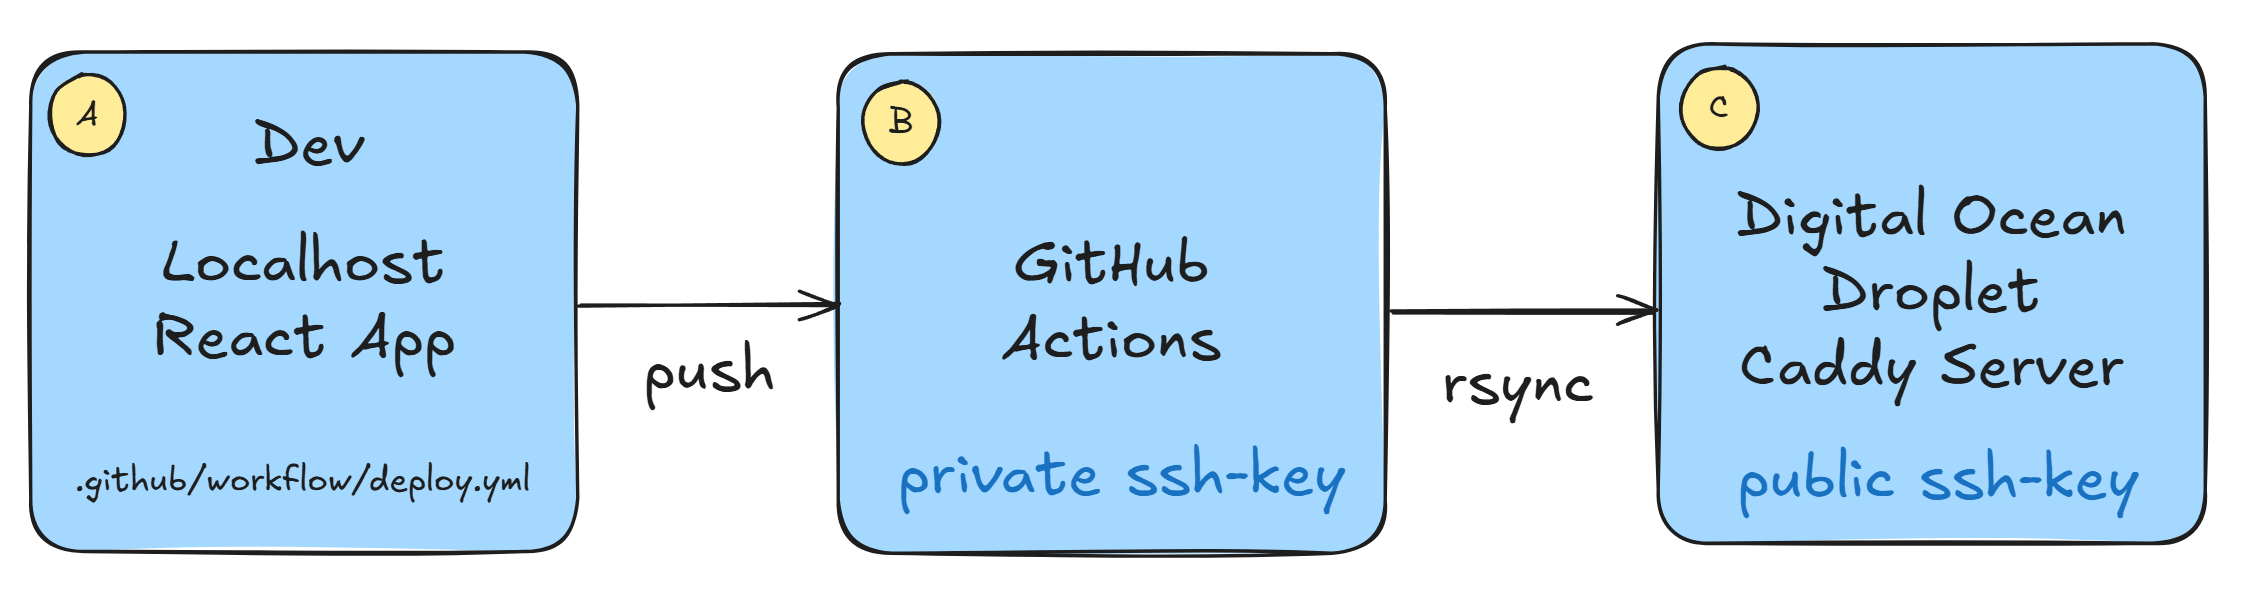 A
Dev
Localhost
React App
.github/workflow/deploy.yml
push
B
GitHub
Actions
private ssh-key
rsync
C
Digital Ocean
Droplet
Caddy Server
public ssh-key